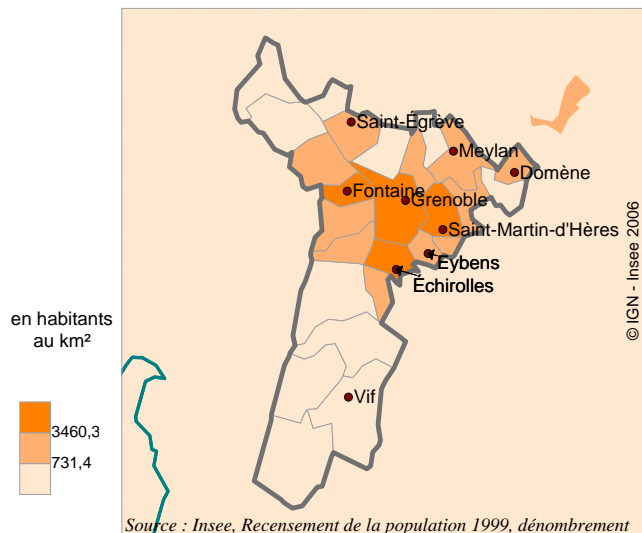 Saint-Égrève
Meylan
Domène
Fontaine
Grenoble
Saint-Martin-d'Hères
Eybens
Échirolles
en habitants
au km²
Vif
3460,3
731,4
© IGN - Insee 2006
Source : Insee, Recensement de la population 1999, dénombrement